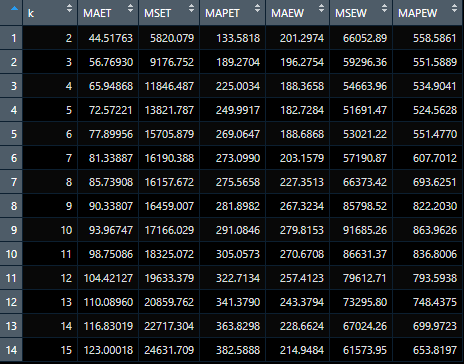 k MAET MSET MAPET MAEW MSEW MAPEW
1 2 44.51763 5820.079 133.5818 201.2974 66052.89 558.5861
2 3 56.76930 9176.752 189.2704 196.2754 59296.36 551.5889
3 4 65.94868 11846.487 225.0034 188.3658 54663.96 534.9041
4 5 72.57221 13821.787 249.9917 182.7284 51691.47 524.5628
5 6 77.89956 15705.879 269.0647 188.6868 53021.22 551.4770
6 7 81.33887 16190.388 273.0990 203.1579 57190.87 607.7012
7 8 85.73908 16157.672 275.5658 227.3513 66373.42 693.6251
8 9 90.33807 16459.007 281.8982 267.3234 85798.52 822.2030
9 10 93.96747 17166.029 291.0846 279.8153 91685.26 863.9626
10 11 98.75086 18325.072 305.0573 270.6708 86631.37 836.8006
11 12 104.42127 19633.379 322.7134 257.4123 79612.71 793.5938
12 13 110.08960 20859.762 341.3790 243.3794 73295.80 748.4375
13 14 116.83019 22717.304 363.8298 228.6624 67024.26 699.9723
14 15 123.00018 24631.709 382.5888 214.9484 61573.95 653.8197